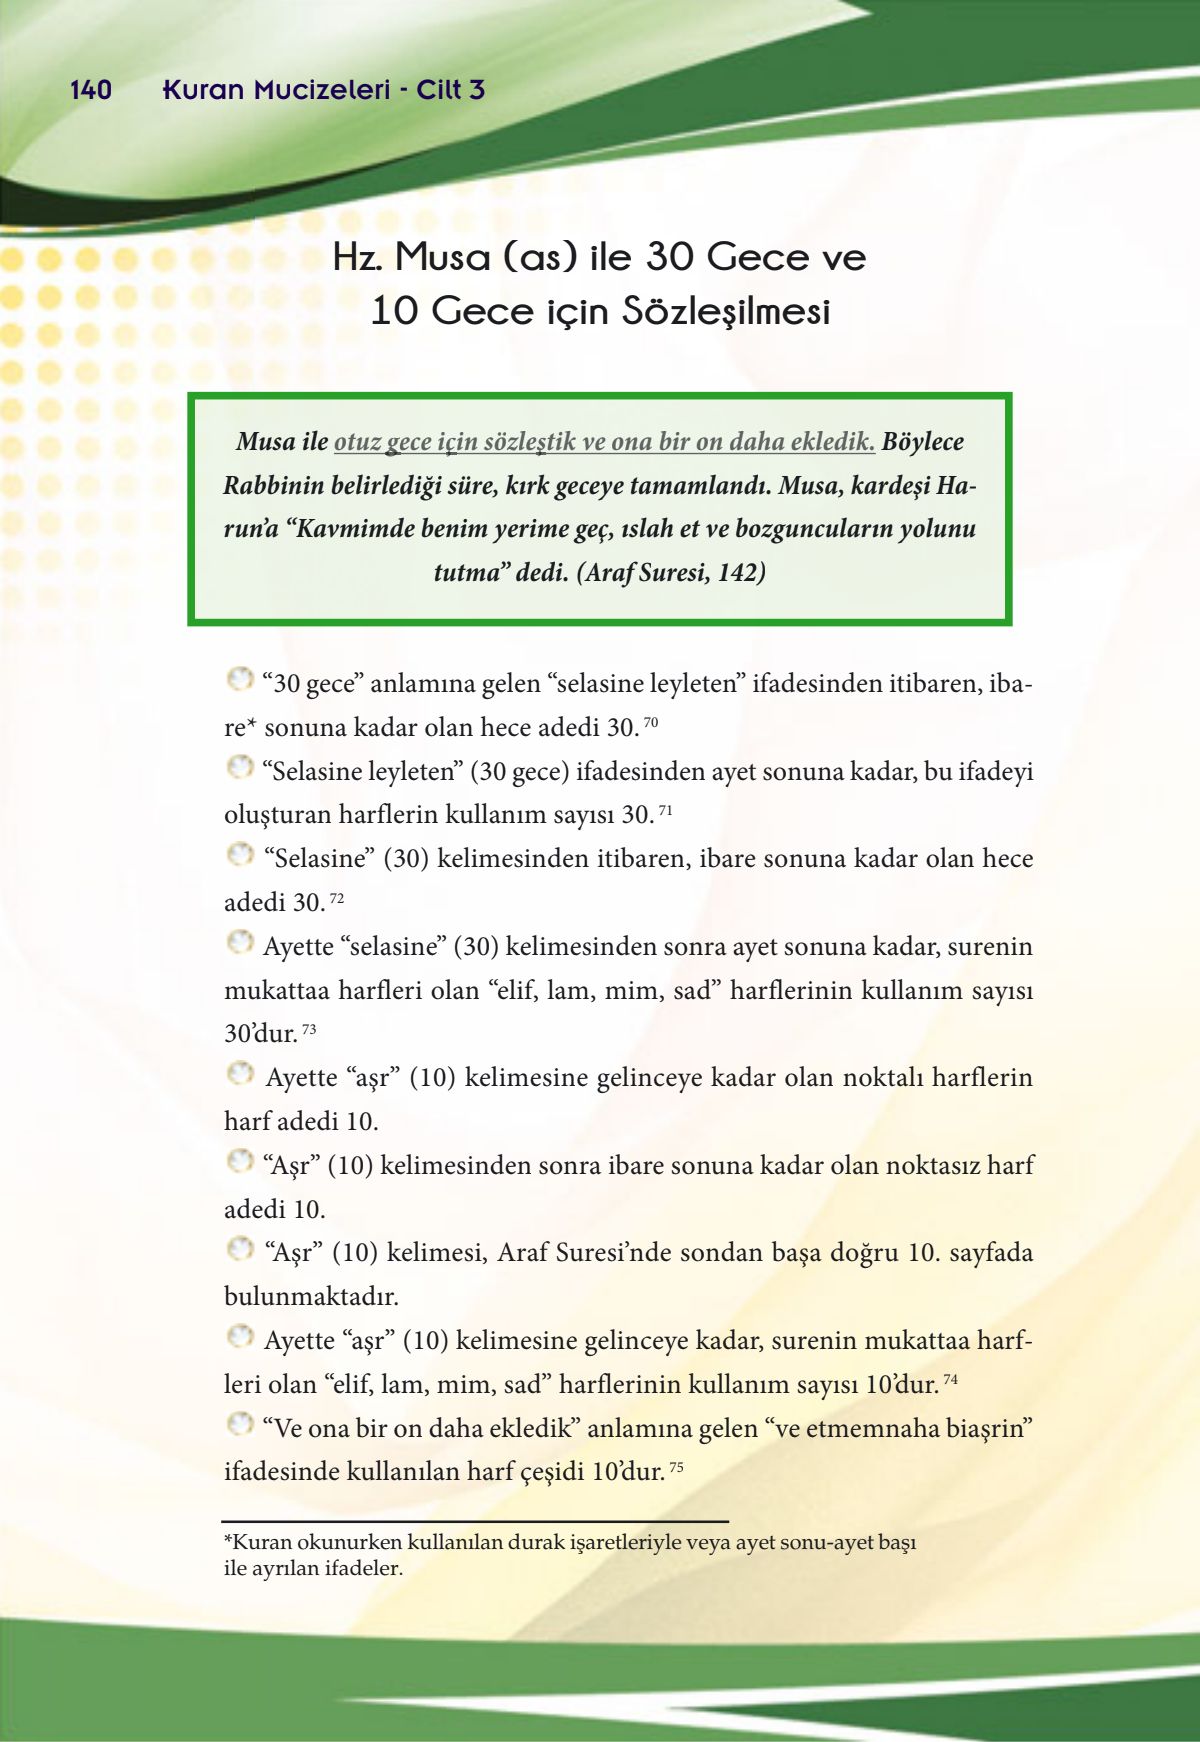 140 Kuran Mucizeleri - Cilt 3
Hz. Musa (as) ile 30 Gece ve
10 Gece için Sözleşilmesi
Musa ile otuz gece için sözleştik ve ona bir on daha ekledik. Böylece
Rabbinin belirlediği süre, kırk geceye tamamlandı. Musa, kardeşi Ha-
run’a “Kavmimde benim yerime geç, ıslah et ve bozguncuların yolunu
tutma” dedi. (Araf Suresi, 142)
“30 gece” anlamına gelen “selasine leyleten” ifadesinden itibaren, iba-
re* sonuna kadar olan hece adedi 30. 70
“Selasine leyleten” (30 gece) ifadesinden ayet sonuna kadar, bu ifadeyi
oluşturan harflerin kullanım sayısı 30. 71
“Selasine” (30) kelimesinden itibaren, ibare sonuna kadar olan hece
adedi 30. 72
Ayette “selasine” (30) kelimesinden sonra ayet sonuna kadar, surenin
mukattaa harfleri olan “elif, lam, mim, sad” harflerinin kullanım sayısı
30’dur. 73
Ayette “aşr” (10) kelimesine gelinceye kadar olan noktalı harflerin
harf adedi 10.
“Aşr” (10) kelimesinden sonra ibare sonuna kadar olan noktasız harf
adedi 10.
“Aşr” (10) kelimesi, Araf Suresi’nde sondan başa doğru 10. sayfada
bulunmaktadır.
Ayette “aşr” (10) kelimesine gelinceye kadar, surenin mukattaa harf-
leri olan “elif, lam, mim, sad” harflerinin kullanım sayısı 10’dur. 74
“Ve ona bir on daha ekledik” anlamına gelen “ve etmemnaha biaşrin”
ifadesinde kullanılan harf çeşidi 10’dur. 75
*Kuran okunurken kullanılan durak işaretleriyle veya ayet sonu-ayet başı
ile ayrılan ifadeler.